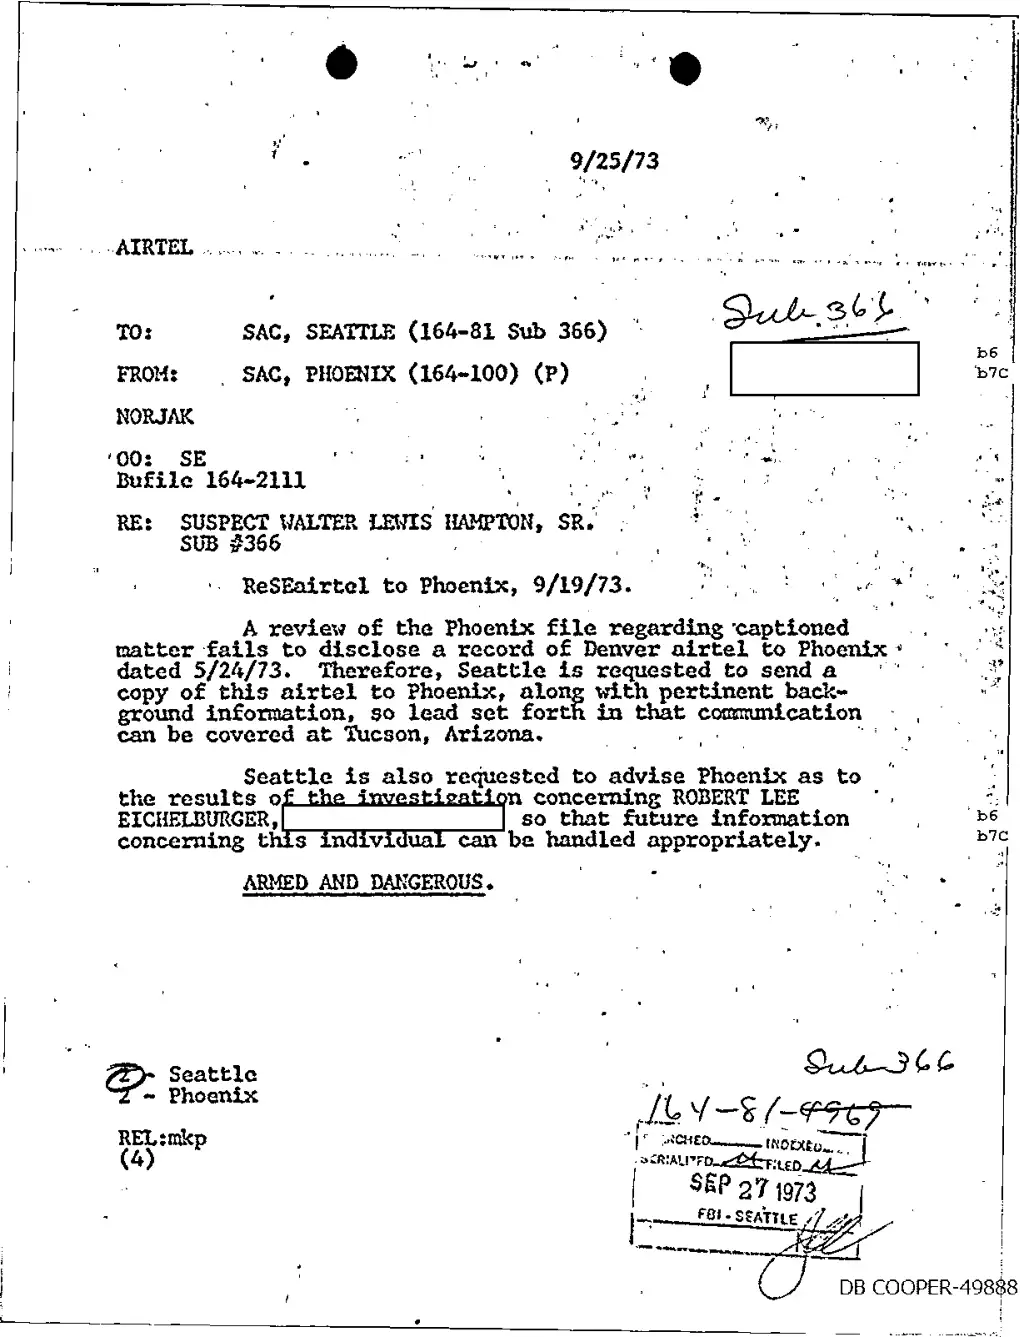 9/25/73
AIRTEL
Sub 366
TO: SAC, SEATTLE (164-81 Sub 366)
b6
FROM: SAC, PHOENIX (164-100) (P)
b7C
NORJAK
OO: SE
Bufile 164-2111
RE: SUSPECT WALTER LEWIS HAMPTON, SR.
SUB #366
ReSEairtel to Phoenix, 9/19/73.
A review of the Phoenix file regarding captioned
matter fails to disclose a record of Denver airtel to Phoenix
dated 5/24/73. Therefore, Seattle is requested to send a
copy of this airtel to Phoenix, along with pertinent back-
ground information, so lead set forth in that communication
can be covered at Tucson, Arizona.
Seattle is also requested to advise Phoenix as to
the results of the investigation concerning ROBERT LEE
EICHELBURGER, so that future information
b6
concerning this individual can be handled appropriately.
b7C
ARMED AND DANGEROUS.
Sub 366
2 - Seattle
2 - Phoenix
164-81-4969
REL:mkp
(4)
SEARCHED INDEXED
SERIALIZED FILED
SEP 27 1973
FBI - SEATTLE
DB COOPER-49888